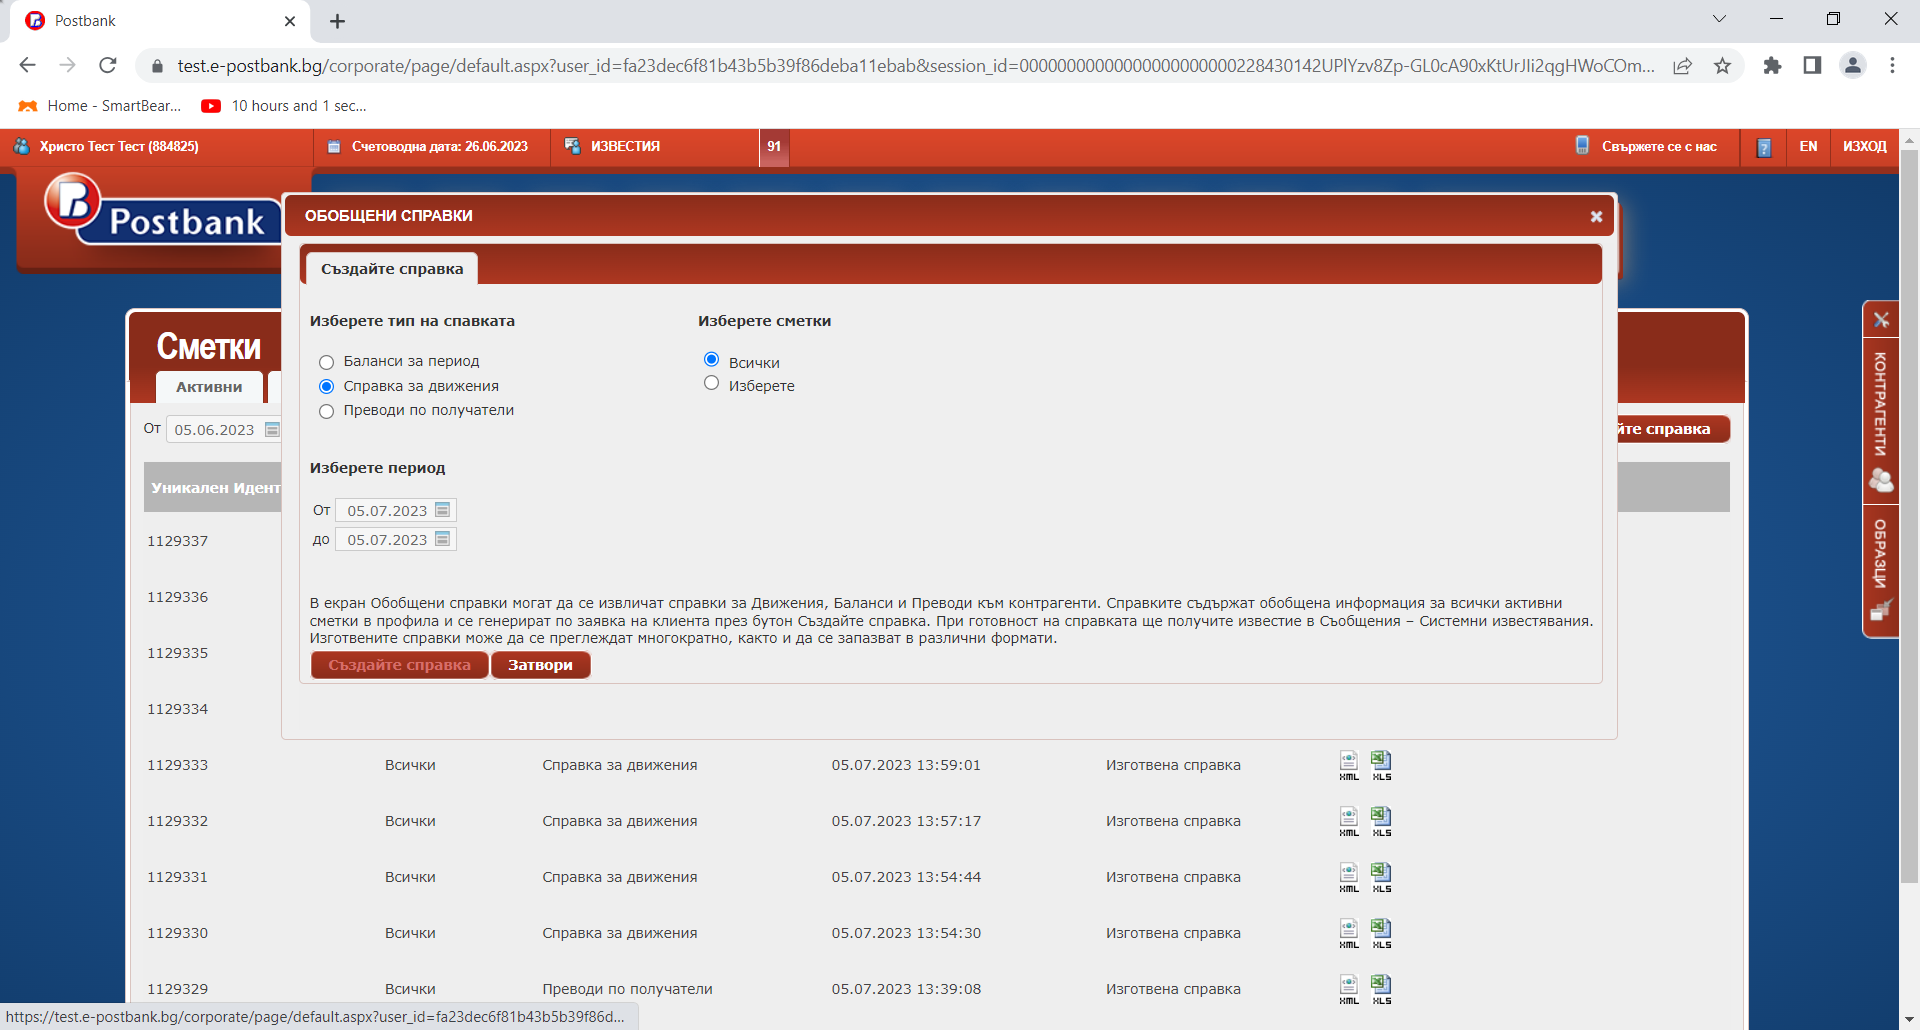 Postbank
test.e-postbank.bg/corporate/page/default.aspx?user_id=fa23dec6f81b43b5b39f86deba11ebab&session_id=
Home - SmartBear...
10 hours and 1 sec...
Христо Тест Тест (884825)
Счетоводна дата: 26.06.2023
ИЗВЕСТИЯ
91
Свържете се с нас
EN
ИЗХОД
Postbank
ОБОБЩЕНИ СПРАВКИ
Създайте справка
Изберете тип на спавката
Изберете сметки
Баланси за период
Справка за движения
Преводи по получатели
Всички
Изберете
Изберете период
От 05.07.2023
до 05.07.2023
В екран Обобщени справки могат да се извличат справки за Движения, Баланси и Преводи към контрагенти. Справките съдържат обобщена информация за всички активни
сметки в профила и се генерират по заявка на клиента през бутон Създайте справка. При готовност на справката ще получите известие в Съобщения – Системни известявания.
Изготвените справки може да се преглеждат многократно, както и да се запазват в различни формати.
Създайте справка Затвори
Сметки
Активни
От 05.06.2023
йте справка
Уникален Идент
1129337
1129336
1129335
1129334
1129333 Всички Справка за движения 05.07.2023 13:59:01 Изготвена справка XML XLS
1129332 Всички Справка за движения 05.07.2023 13:57:17 Изготвена справка XML XLS
1129331 Всички Справка за движения 05.07.2023 13:54:44 Изготвена справка XML XLS
1129330 Всички Справка за движения 05.07.2023 13:54:30 Изготвена справка XML XLS
1129329 Всички Преводи по получатели 05.07.2023 13:39:08 Изготвена справка XML XLS
КОНТРАГЕНТИ
ОБРАЗЦИ
https://test.e-postbank.bg/corporate/page/default.aspx?user_id=fa23dec6f81b43b5b39f86d...